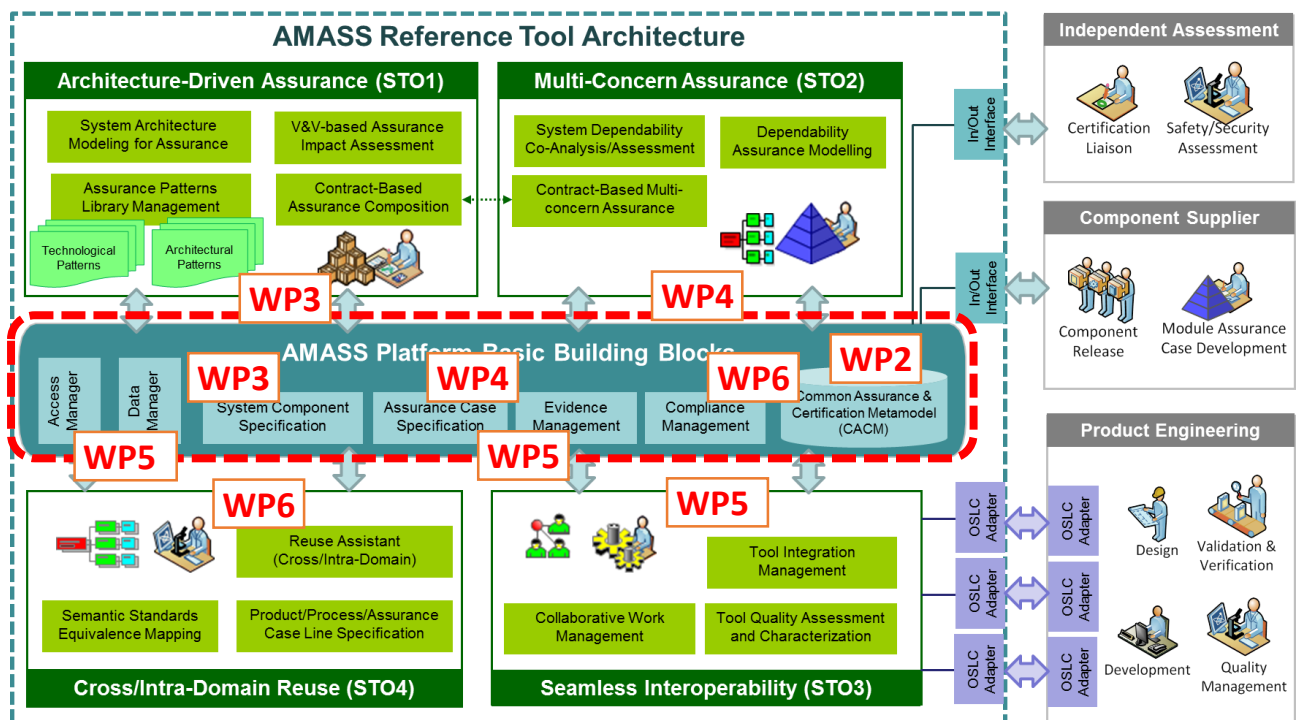 AMASS Reference Tool Architecture
Architecture-Driven Assurance (STO1)
System Architecture
Modeling for Assurance
V&V-based Assurance
Impact Assessment
Assurance Patterns
Library Management
Contract-Based
Assurance Composition
Technological
Patterns
Architectural
Patterns
WP3
Multi-Concern Assurance (STO2)
System Dependability
Co-Analysis/Assessment
Dependability
Assurance Modelling
Contract-Based Multi-
concern Assurance
WP4
AMASS Platform Basic Building Blocks
Access
Manager
Data
Manager
WP5
WP3
System Component
Specification
WP4
Assurance Case
Specification
WP5
Evidence
Management
WP6
Compliance
Management
WP2
Common Assurance &
Certification Metamodel
(CACM)
WP6
Reuse Assistant
(Cross/Intra-Domain)
Semantic Standards
Equivalence Mapping
Product/Process/Assurance
Case Line Specification
Cross/Intra-Domain Reuse (STO4)
WP5
Tool Integration
Management
Collaborative Work
Management
Tool Quality Assessment
and Characterization
Seamless Interoperability (STO3)
In/Out
Interface
In/Out
Interface
OSLC
Adapter
OSLC
Adapter
OSLC
Adapter
OSLC
Adapter
OSLC
Adapter
OSLC
Adapter
Independent Assessment
Certification
Liaison
Safety/Security
Assessment
Component Supplier
Component
Release
Module Assurance
Case Development
Product Engineering
Design
Validation &
Verification
Development
Quality
Management